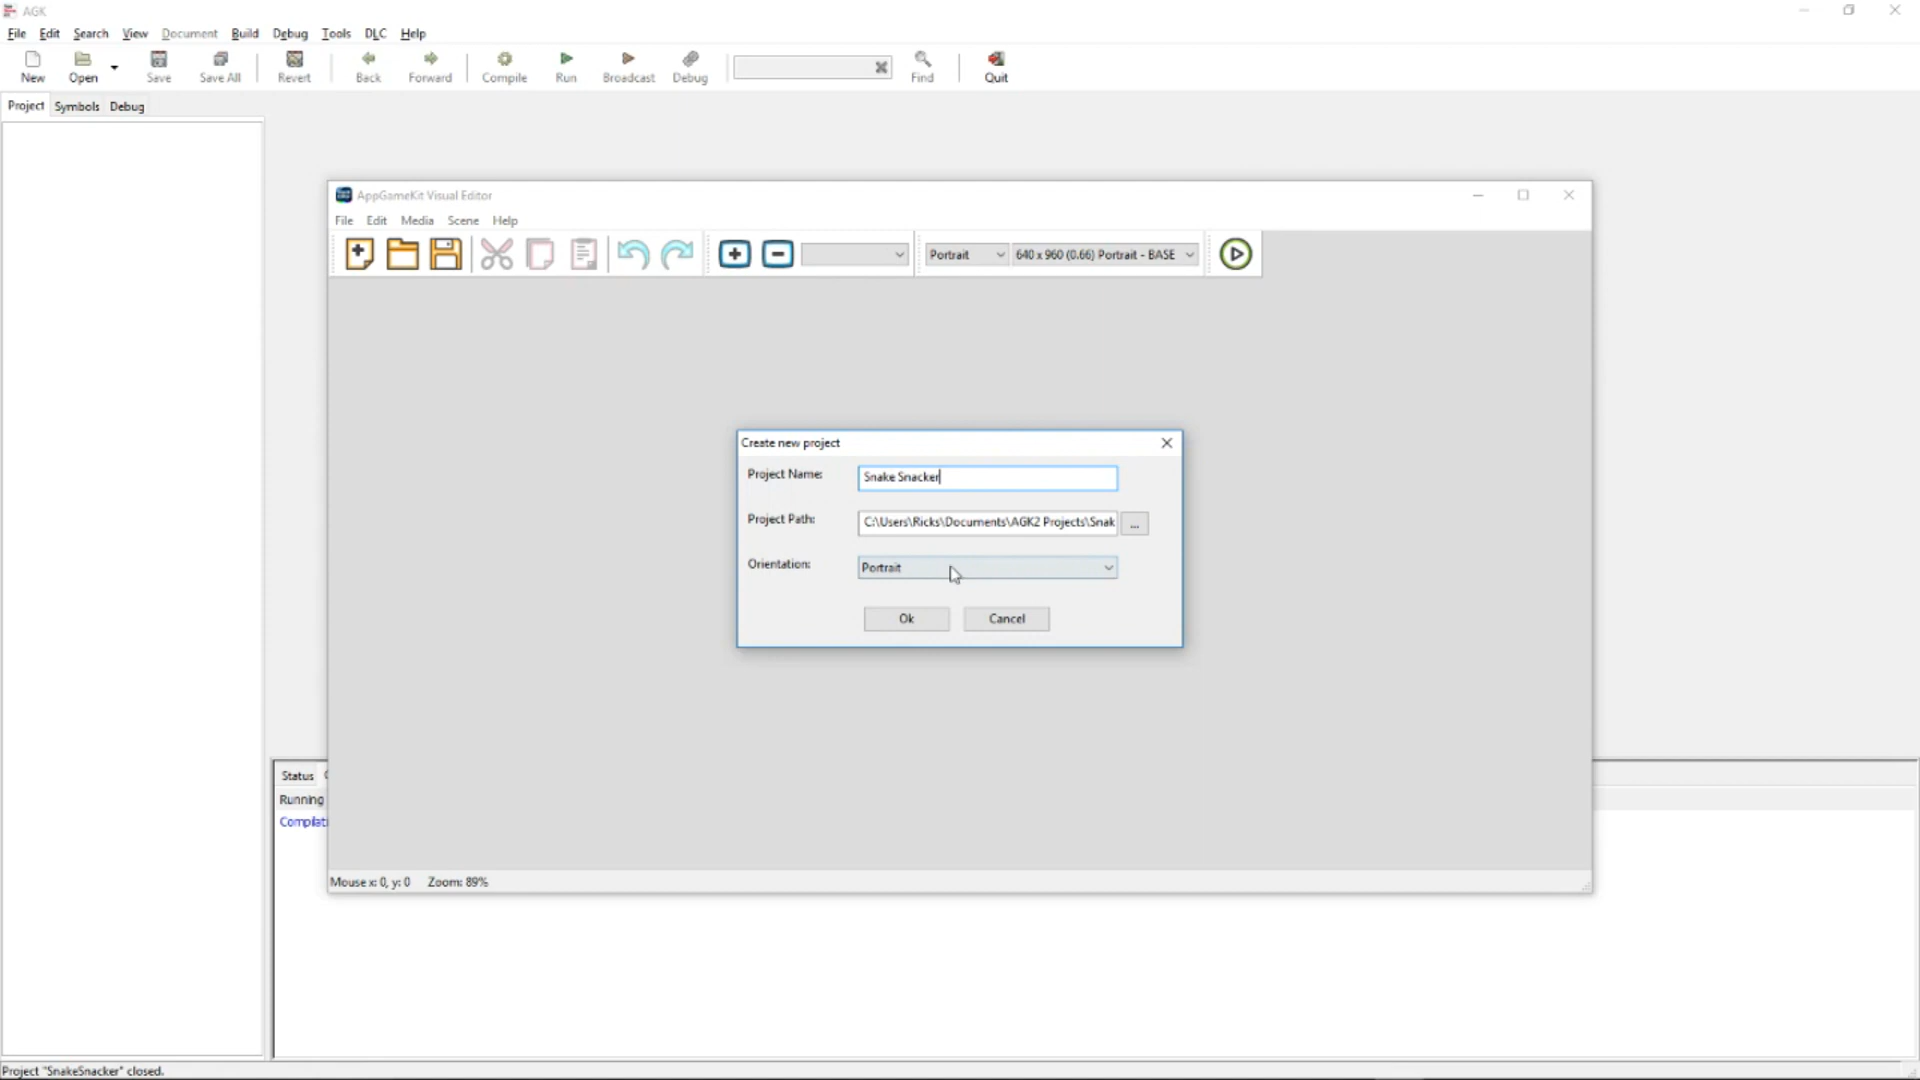 AGK
File Edit Search View Document Build Debug Tools DLC Help
New Open Save Save All Revert Back Forward Compile Run Broadcast Debug Find Quit
Project Symbols Debug
AppGameKit Visual Editor
File Edit Media Scene Help
Portrait 640 x 960 (0.66) Portrait - BASE
Create new project
Project Name: Snake Snacker
Project Path: C:\Users\Ricks\Documents\AGK2 Projects\Snak ...
Orientation: Portrait
Ok Cancel
Status
Running
Compilati
Mouse x: 0, y: 0 Zoom: 89%
Project "SnakeSnacker" closed.